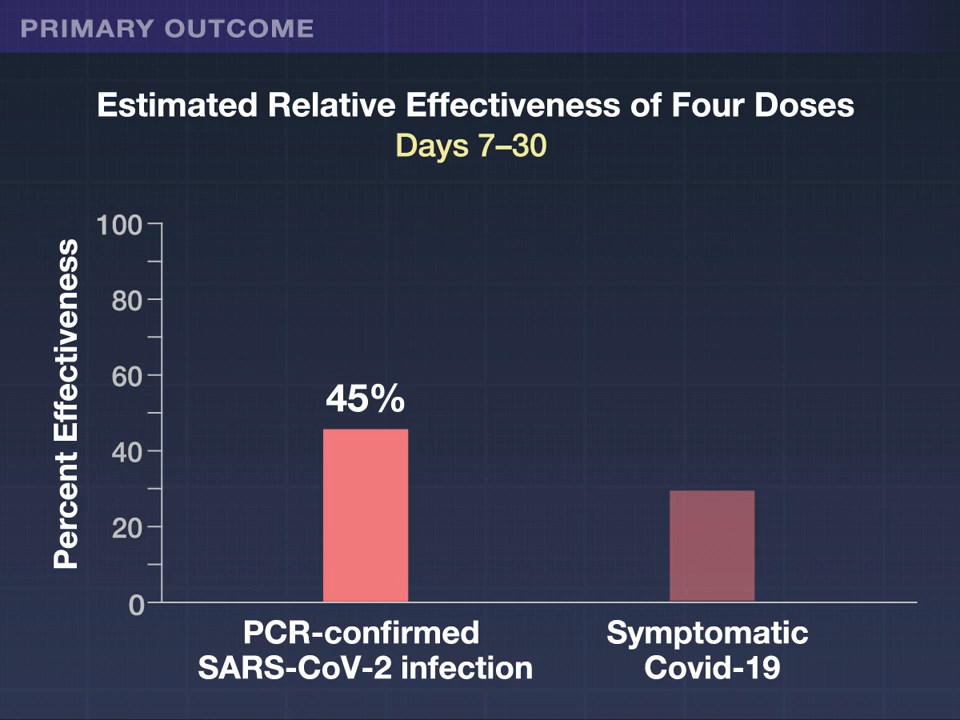 PRIMARY OUTCOME
Estimated Relative Effectiveness of Four Doses
Days 7–30
Percent Effectiveness
100
80
60
40
20
0
45%
PCR-confirmed
SARS-CoV-2 infection
Symptomatic
Covid-19